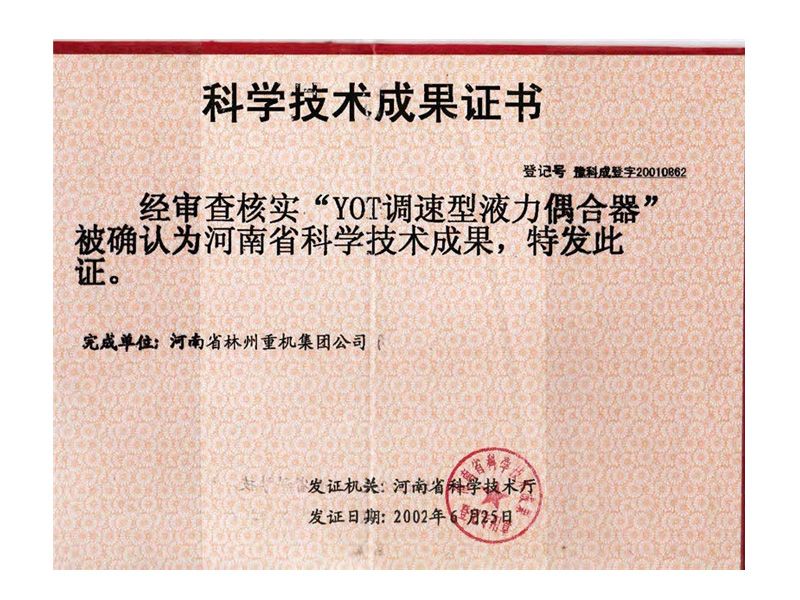 科学技术成果证书
登记号 豫科成登字20010862
经审查核实“YOT调速型液力偶合器”
被确认为河南省科学技术成果，特发此
证。
完成单位：河南省林州重机集团公司
发证机关：河南省科学技术厅
发证日期：2002年6月25日